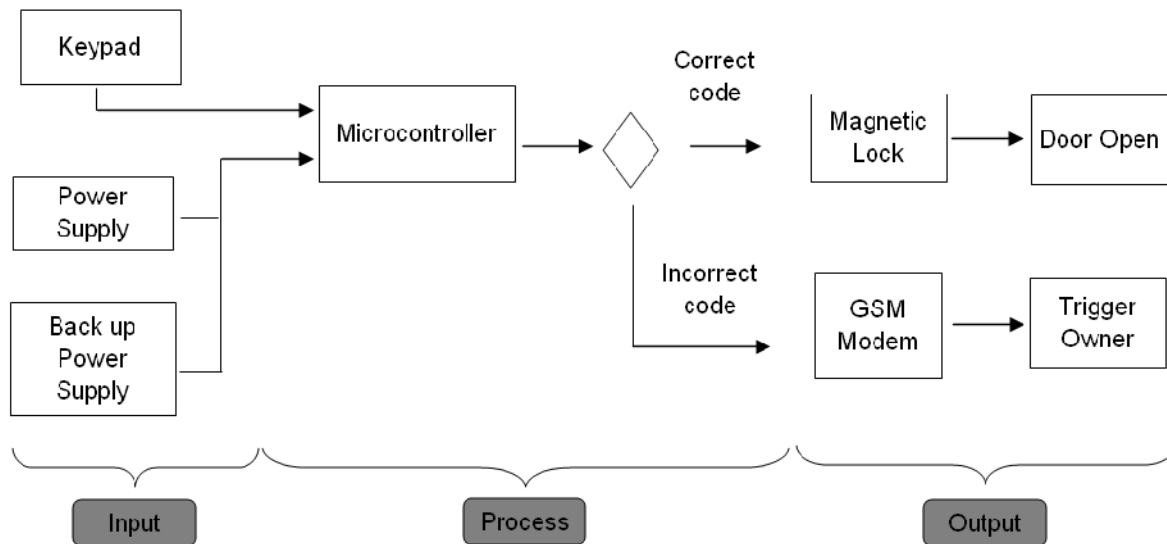 Keypad
Power
Supply
Back up
Power
Supply
Microcontroller
Correct
code
Incorrect
code
Magnetic
Lock
Door Open
GSM
Modem
Trigger
Owner
Input
Process
Output